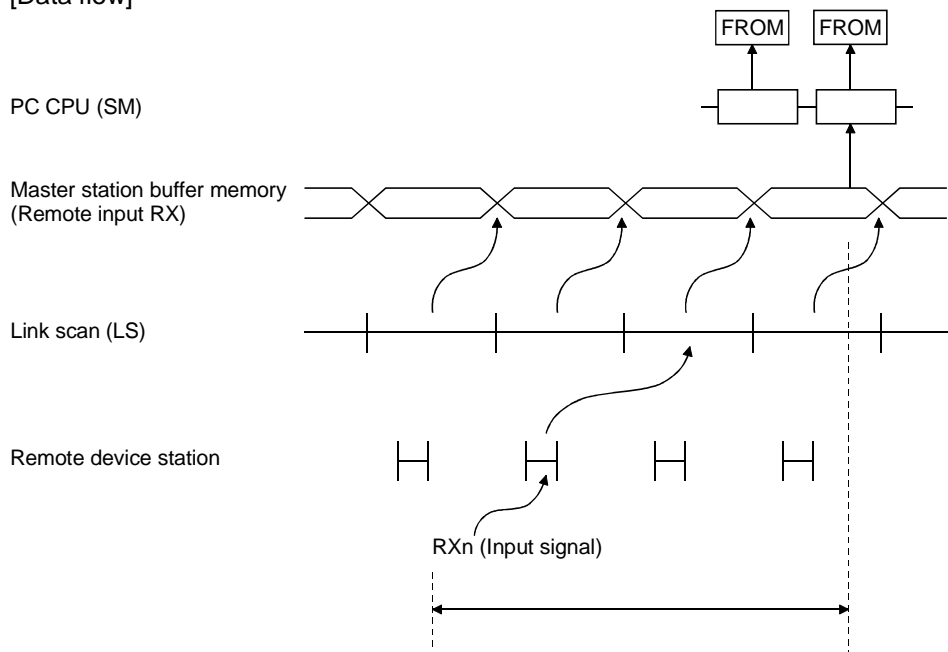 [Data flow]
FROM FROM
PC CPU (SM)
Master station buffer memory
(Remote input RX)
Link scan (LS)
Remote device station
RXn (Input signal)